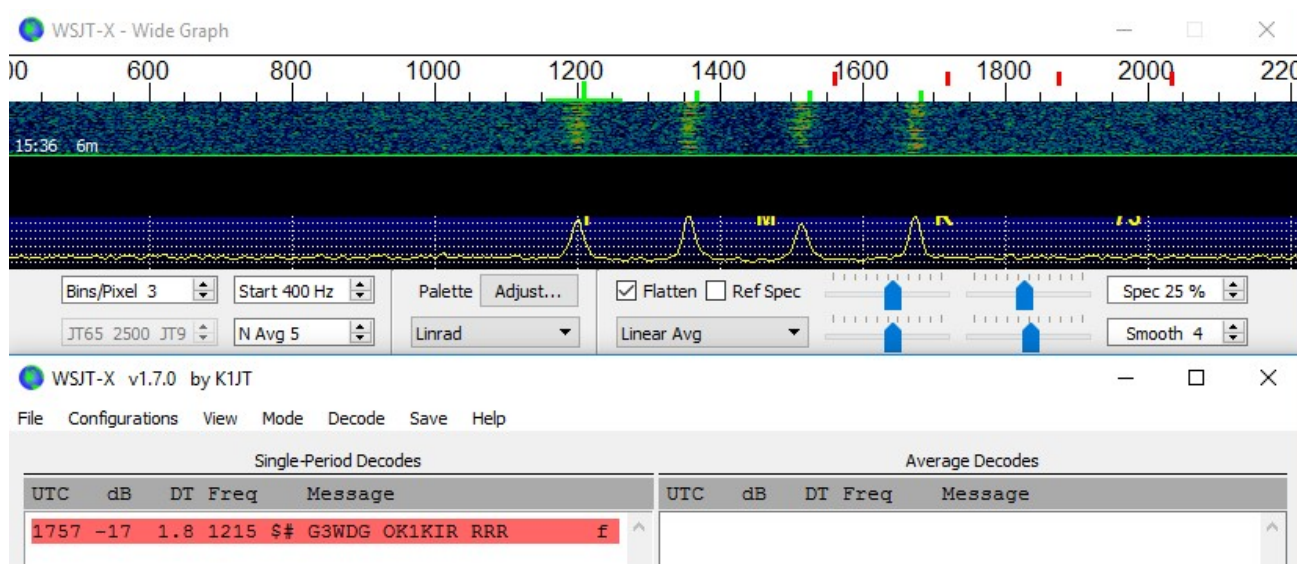 WSJT-X - Wide Graph
00 600 800 1000 1200 1400 1600 1800 2000 220
15:36 6m
M K 73
Bins/Pixel 3 Start 400 Hz Palette Adjust... Flatten Ref Spec Spec 25 %
JT65 2500 JT9 N Avg 5 Linrad Linear Avg Smooth 4
WSJT-X v1.7.0 by K1JT
File Configurations View Mode Decode Save Help
Single-Period Decodes Average Decodes
UTC dB DT Freq Message UTC dB DT Freq Message
1757 -17 1.8 1215 $# G3WDG OK1KIR RRR f